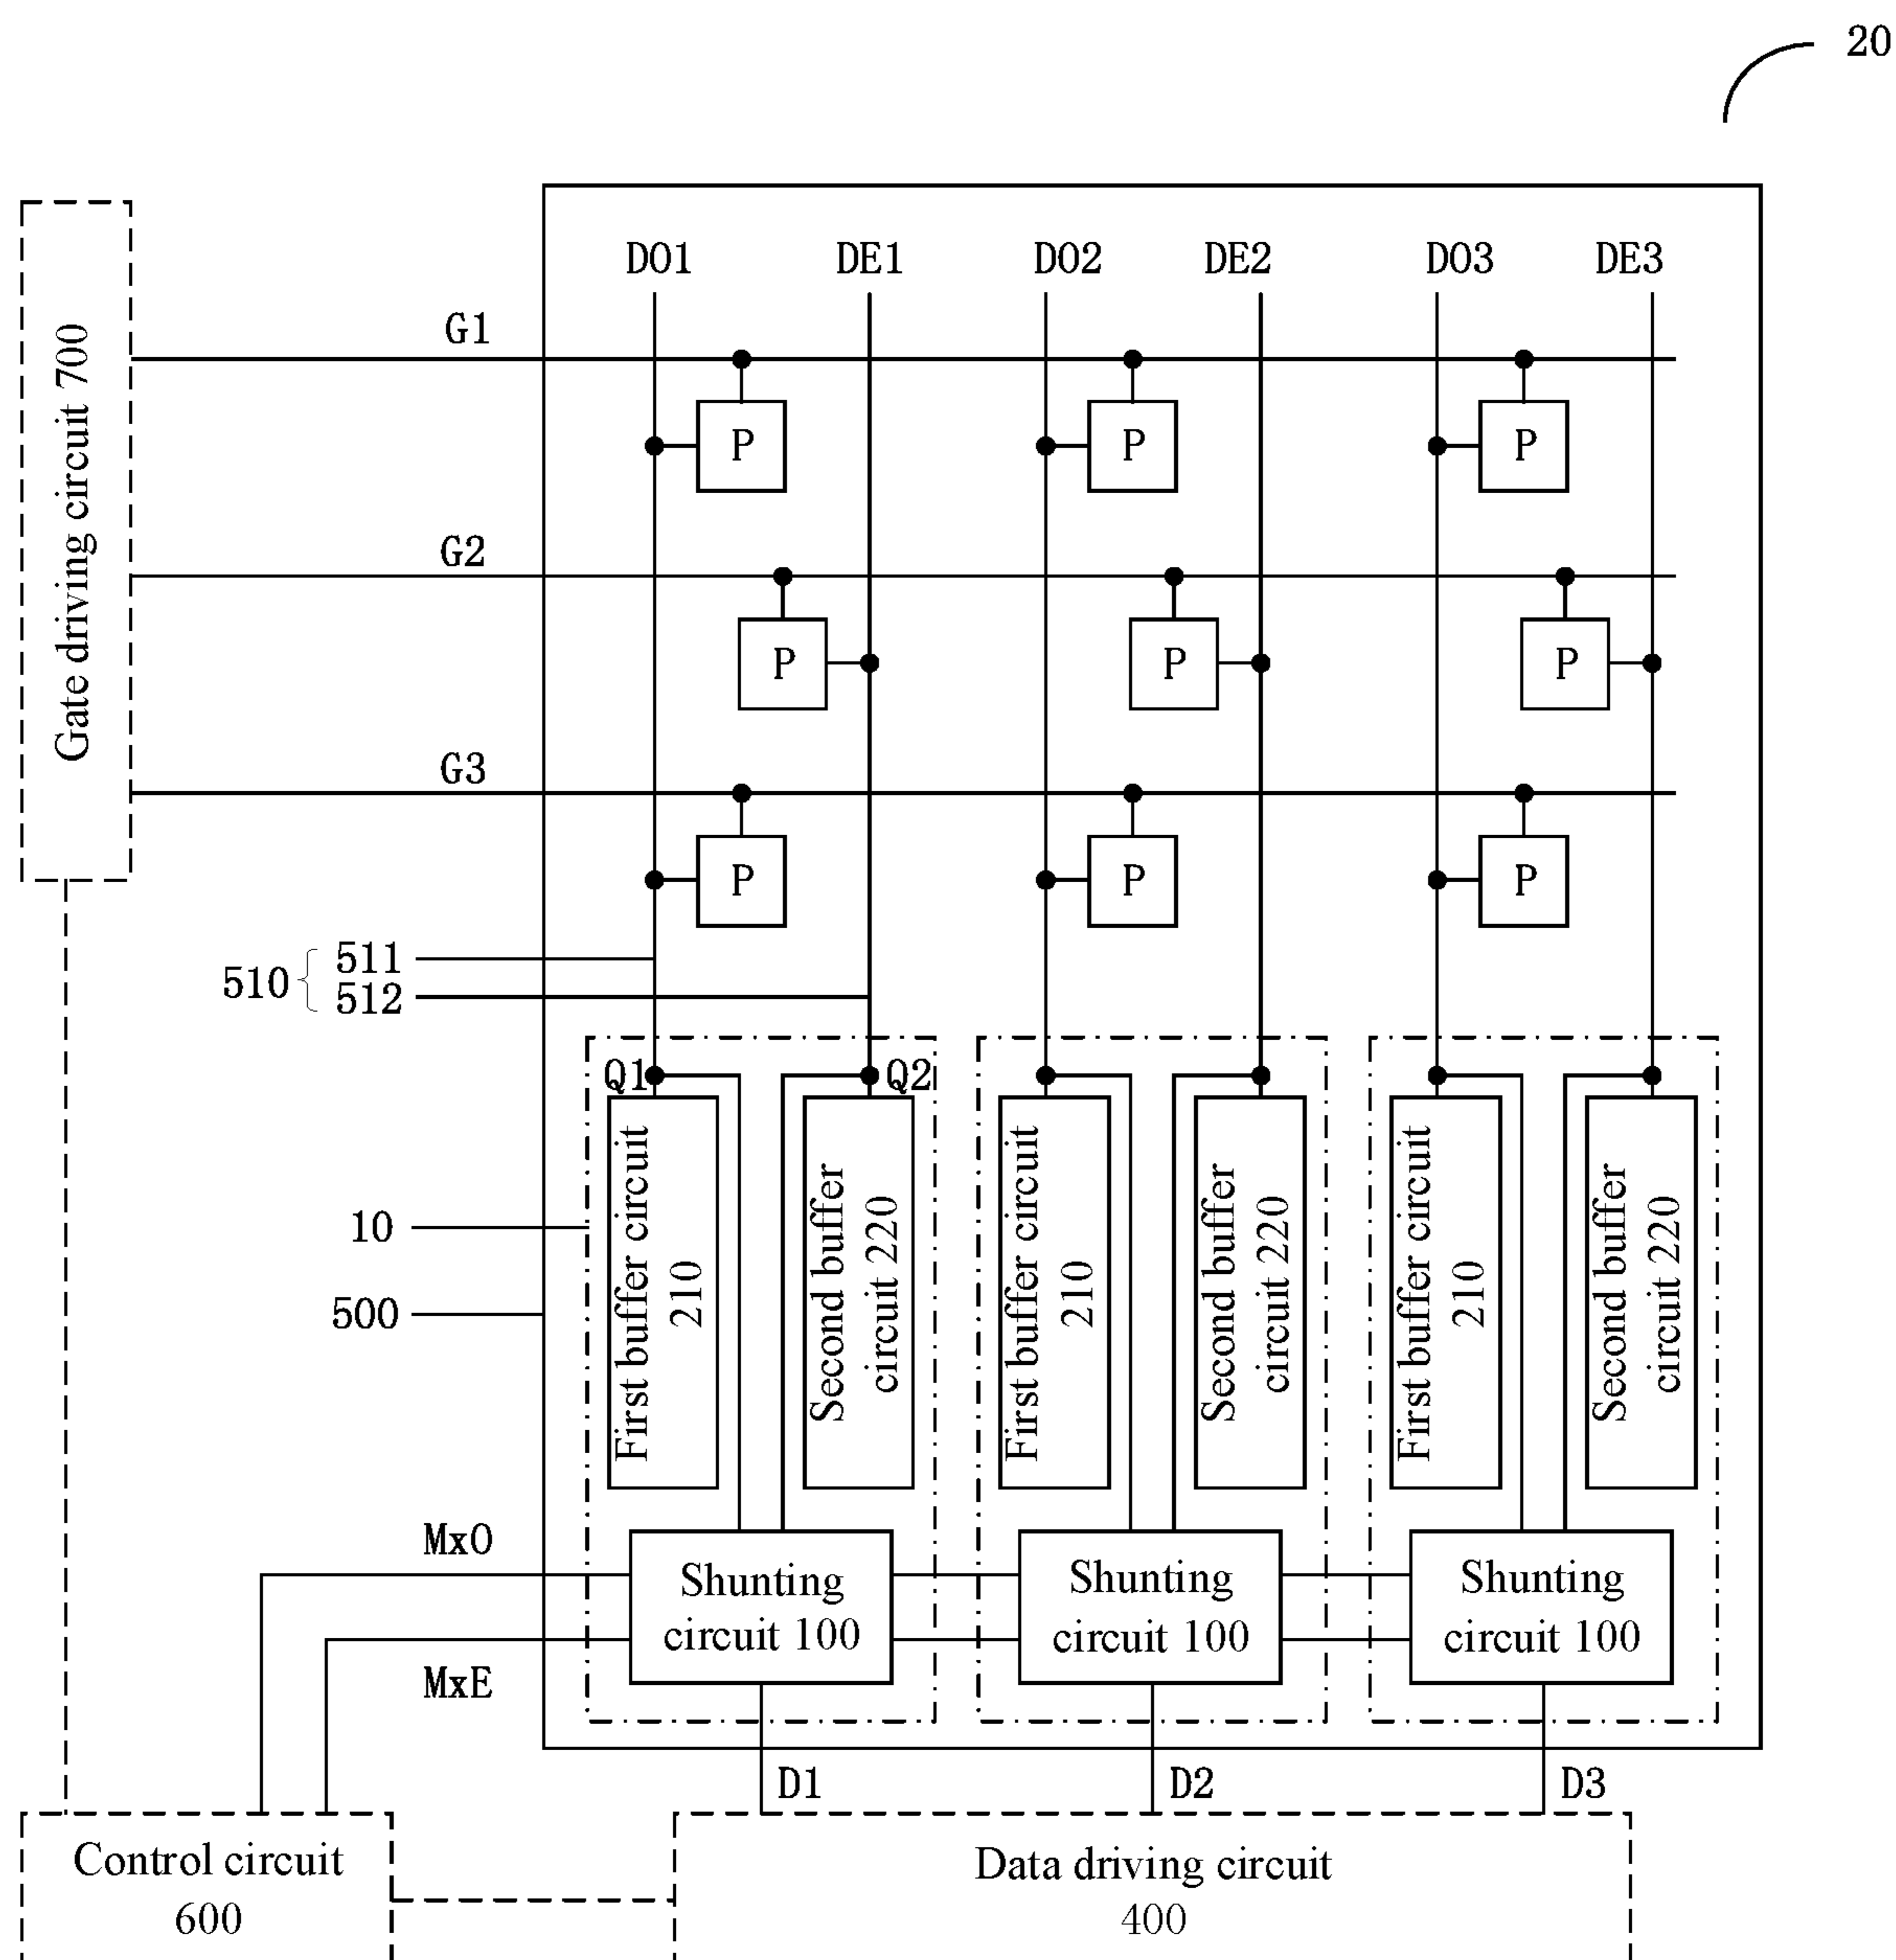 20
DO1 DE1 DO2 DE2 DO3 DE3
Gate driving circuit 700
G1
P P P
G2
P P P
G3
P P P
510 { 511
512
Q1 Q2
First buffer circuit
210
Second buffer
circuit 220
First buffer circuit
210
Second buffer
circuit 220
First buffer circuit
210
Second buffer
circuit 220
10
500
MxO
MxE
Shunting
circuit 100
Shunting
circuit 100
Shunting
circuit 100
D1 D2 D3
Control circuit
600
Data driving circuit
400